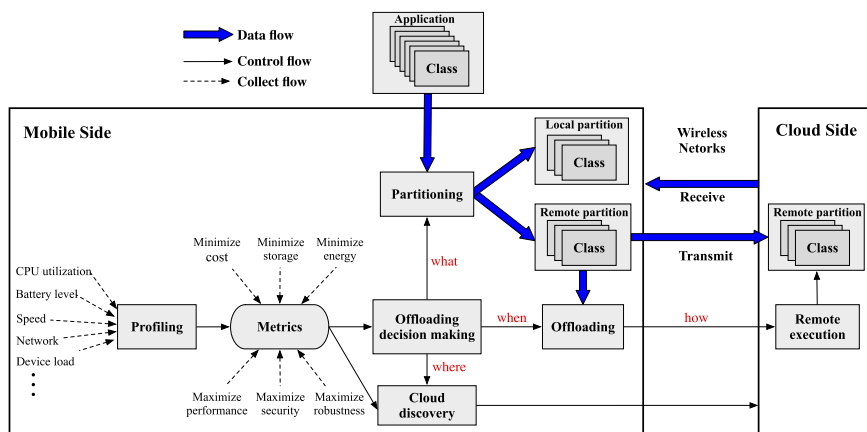 Application
Class
Data flow
Control flow
Collect flow
Mobile Side
Local partition
Class
Wireless
Netorks
Cloud Side
Partitioning
Receive
Remote partition
Class
Transmit
Remote partition
Class
Minimize
cost
Minimize
storage
Minimize
energy
what
CPU utilization
Battery level
Speed
Network
Device load
Profiling
Metrics
Offloading
decision making
when
Offloading
how
Remote
execution
where
Maximize
performance
Maximize
security
Maximize
robustness
Cloud
discovery